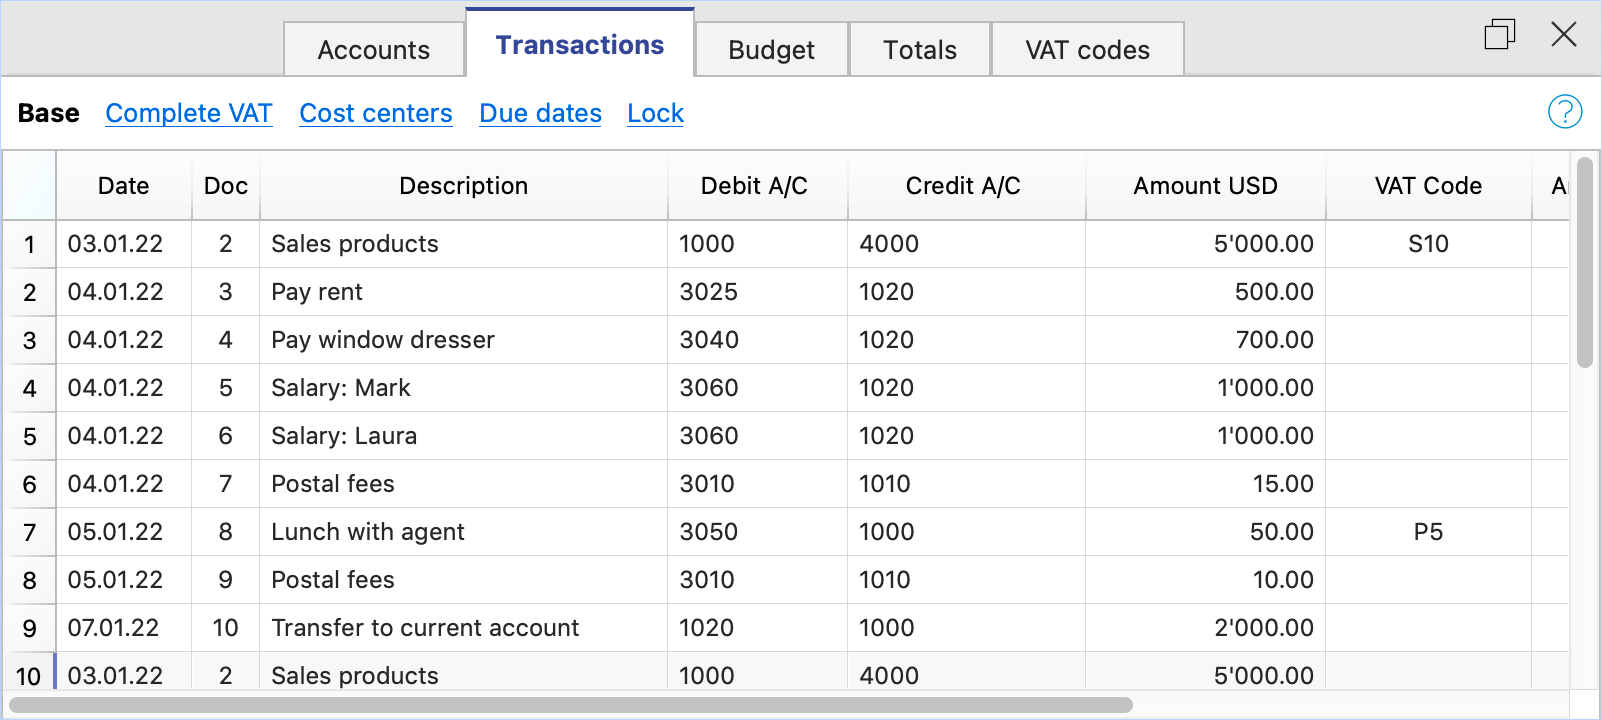 Accounts Transactions Budget Totals VAT codes
Base Complete VAT Cost centers Due dates Lock ?
Date Doc Description Debit A/C Credit A/C Amount USD VAT Code
1 03.01.22 2 Sales products 1000 4000 5'000.00 S10
2 04.01.22 3 Pay rent 3025 1020 500.00
3 04.01.22 4 Pay window dresser 3040 1020 700.00
4 04.01.22 5 Salary: Mark 3060 1020 1'000.00
5 04.01.22 6 Salary: Laura 3060 1020 1'000.00
6 04.01.22 7 Postal fees 3010 1010 15.00
7 05.01.22 8 Lunch with agent 3050 1000 50.00 P5
8 05.01.22 9 Postal fees 3010 1010 10.00
9 07.01.22 10 Transfer to current account 1020 1000 2'000.00
10 03.01.22 2 Sales products 1000 4000 5'000.00